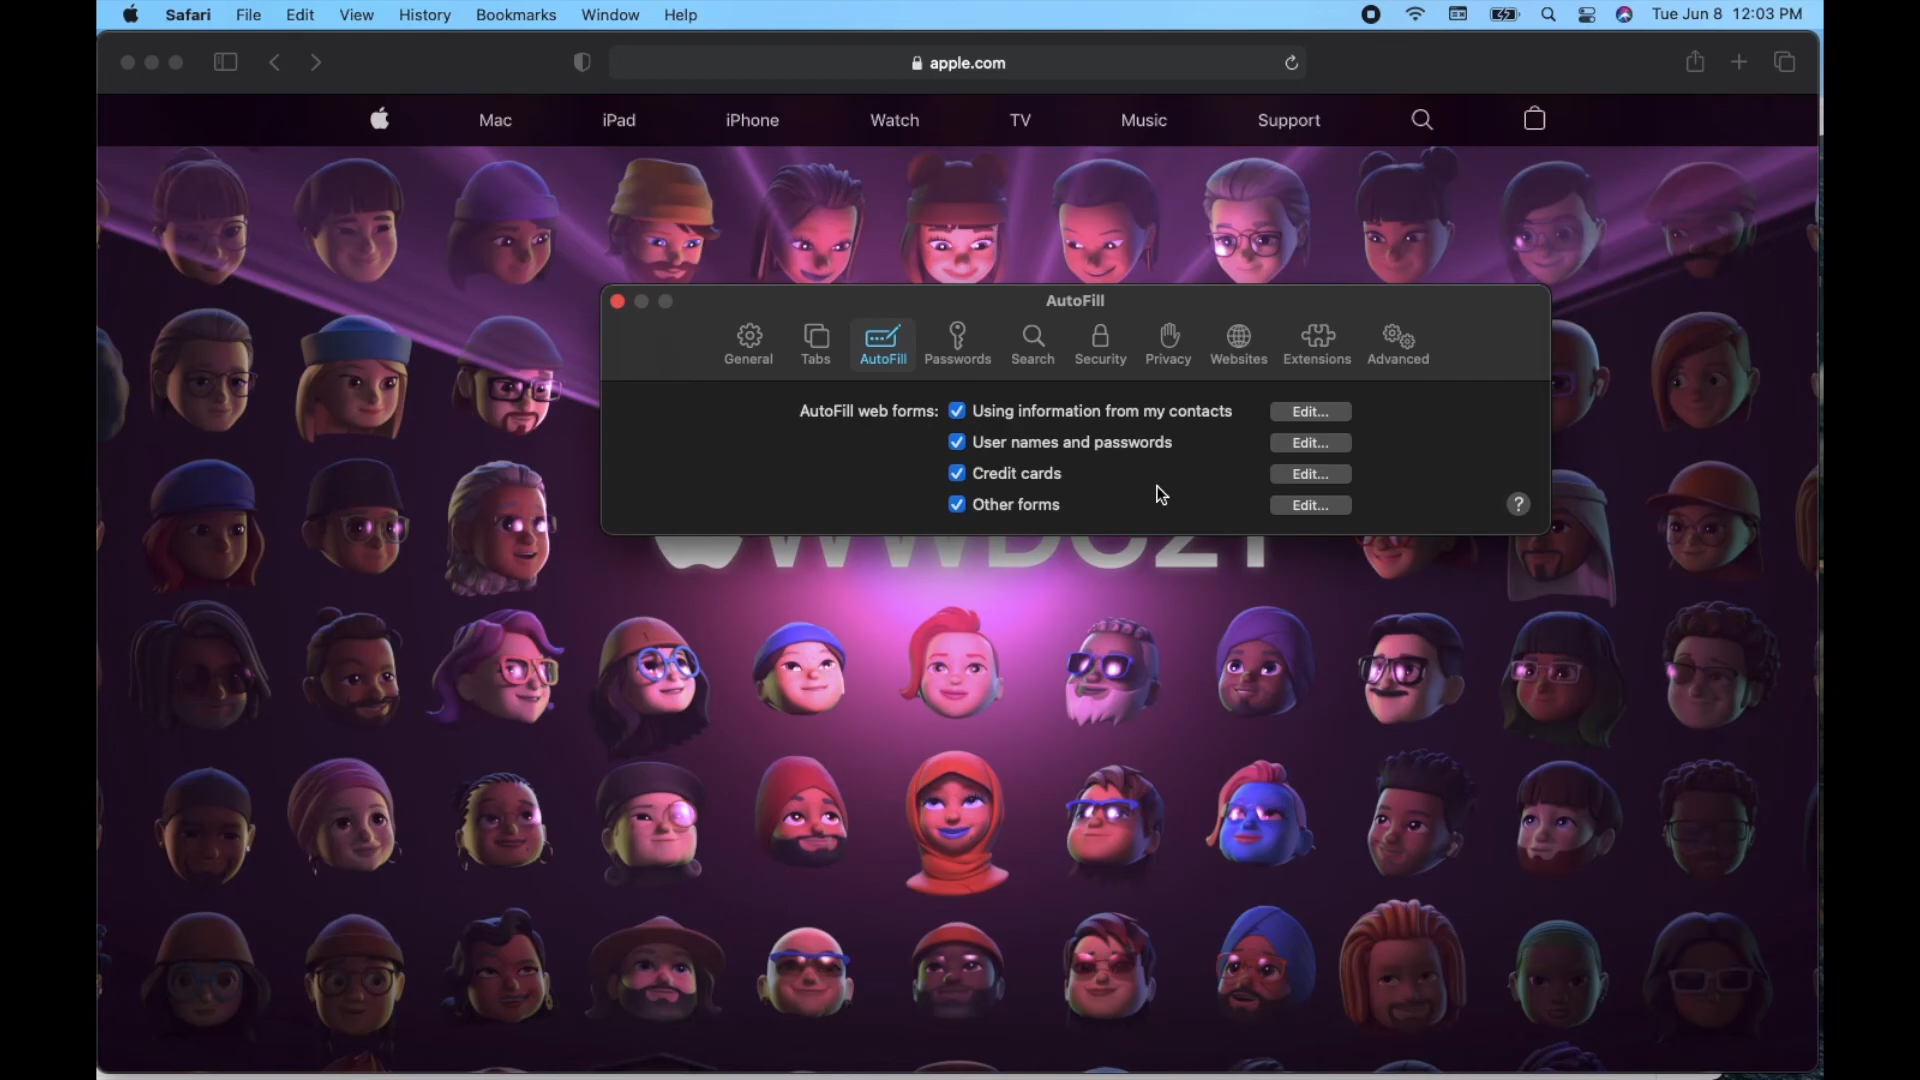 Safari File Edit View History Bookmarks Window Help Tue Jun 8 12:03 PM
apple.com
Mac iPad iPhone Watch TV Music Support
AutoFill
General Tabs AutoFill Passwords Search Security Privacy Websites Extensions Advanced
AutoFill web forms: Using information from my contacts Edit...
User names and passwords Edit...
Credit cards Edit...
Other forms Edit... ?
WWDC21